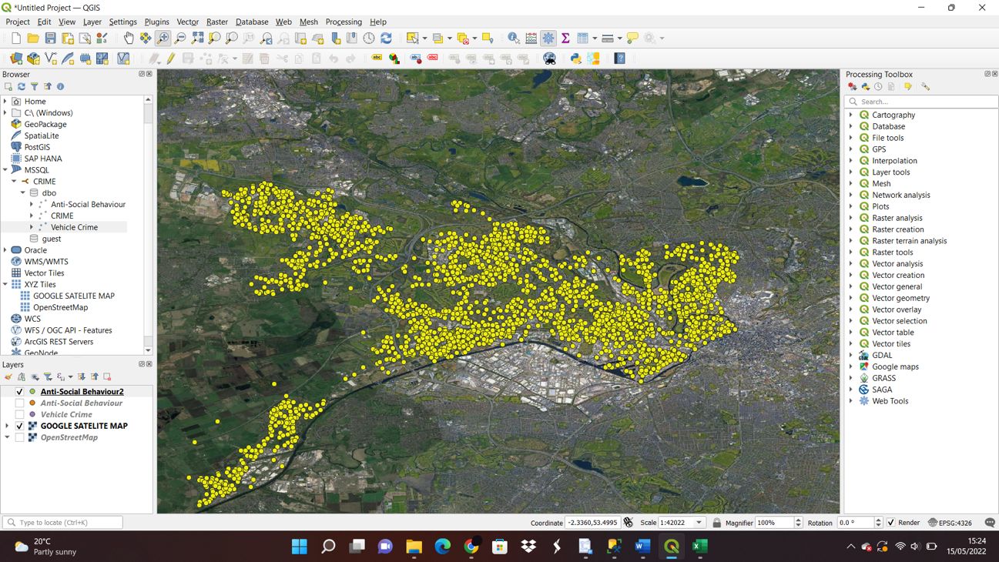 *Untitled Project — QGIS
Project Edit View Layer Settings Plugins Vector Raster Database Web Mesh Processing Help
Browser
Home
C:\ (Windows)
GeoPackage
SpatiaLite
PostGIS
SAP HANA
MSSQL
CRIME
dbo
Anti-Social Behaviour
CRIME
Vehicle Crime
guest
Oracle
WMS/WMTS
Vector Tiles
XYZ Tiles
GOOGLE SATELITE MAP
OpenStreetMap
WCS
WFS / OGC API - Features
ArcGIS REST Servers
GeoNode
Layers
Anti-Social Behaviour2
Anti-Social Behaviour
Vehicle Crime
GOOGLE SATELITE MAP
OpenStreetMap
Processing Toolbox
Search...
Cartography
Database
File tools
GPS
Interpolation
Layer tools
Mesh
Network analysis
Plots
Raster analysis
Raster creation
Raster terrain analysis
Raster tools
Vector analysis
Vector creation
Vector general
Vector geometry
Vector overlay
Vector selection
Vector table
Vector tiles
GDAL
Google maps
GRASS
SAGA
Web Tools
Type to locate (Ctrl+K)
Coordinate -2.3360,53.4995 Scale 1:42022 Magnifier 100% Rotation 0.0 ° Render EPSG:4326
20°C
Partly sunny
15:24
15/05/2022